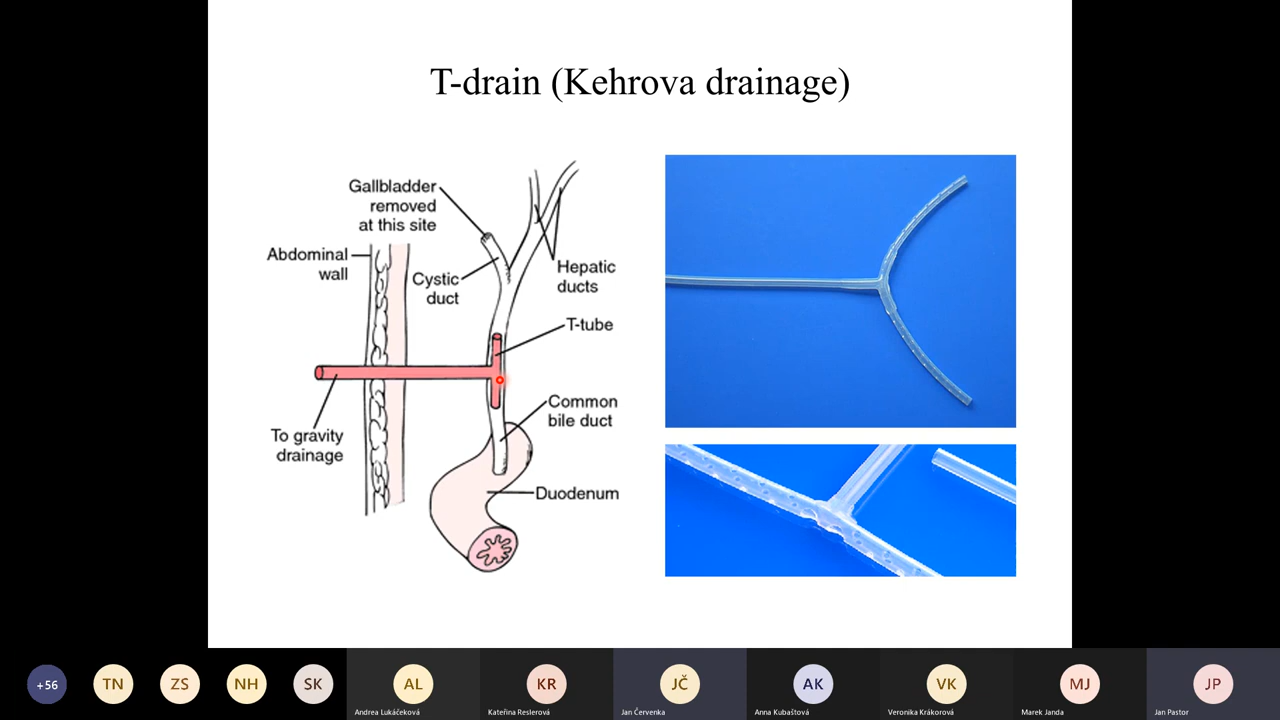 T-drain (Kehrova drainage)
Gallbladder
removed
at this site
Abdominal
wall
Cystic
duct
Hepatic
ducts
T-tube
Common
bile duct
To gravity
drainage
Duodenum
+56
TN
ZS
NH
SK
AL
Andrea Lukáčeková
KR
Kateřina Reslerová
JČ
Jan Červenka
AK
Anna Kubaštová
VK
Veronika Krákorová
MJ
Marek Janda
JP
Jan Pastor